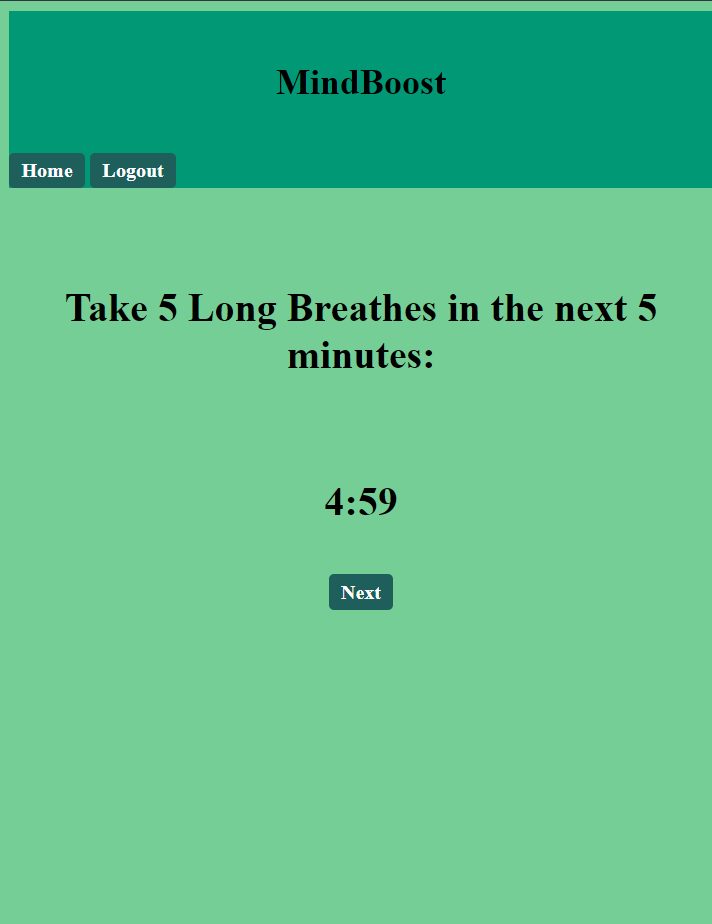 MindBoost
Home Logout
Take 5 Long Breathes in the next 5
minutes:
4:59
Next